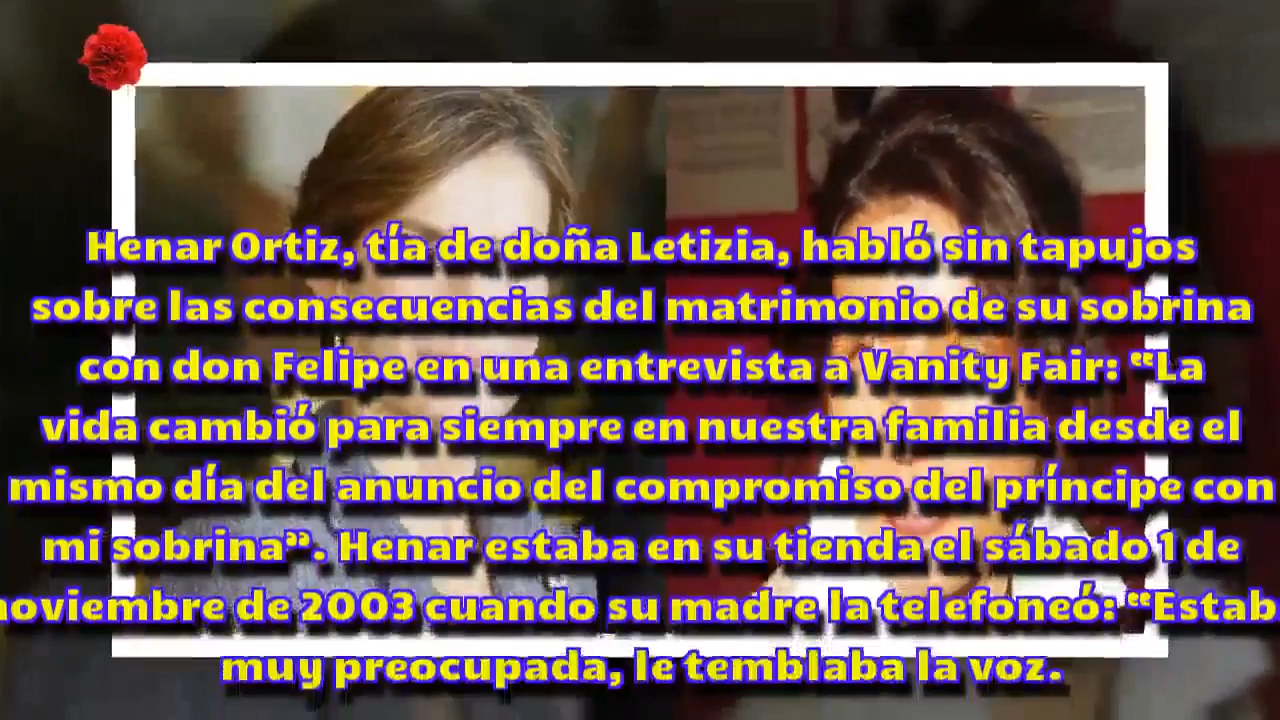 Henar Ortiz, tía de doña Letizia, habló sin tapujos
sobre las consecuencias del matrimonio de su sobrina
con don Felipe en una entrevista a Vanity Fair: “La
vida cambió para siempre en nuestra familia desde el
mismo día del anuncio del compromiso del príncipe con
mi sobrina”. Henar estaba en su tienda el sábado 1 de
noviembre de 2003 cuando su madre la telefoneó: “Estab
muy preocupada, le temblaba la voz.